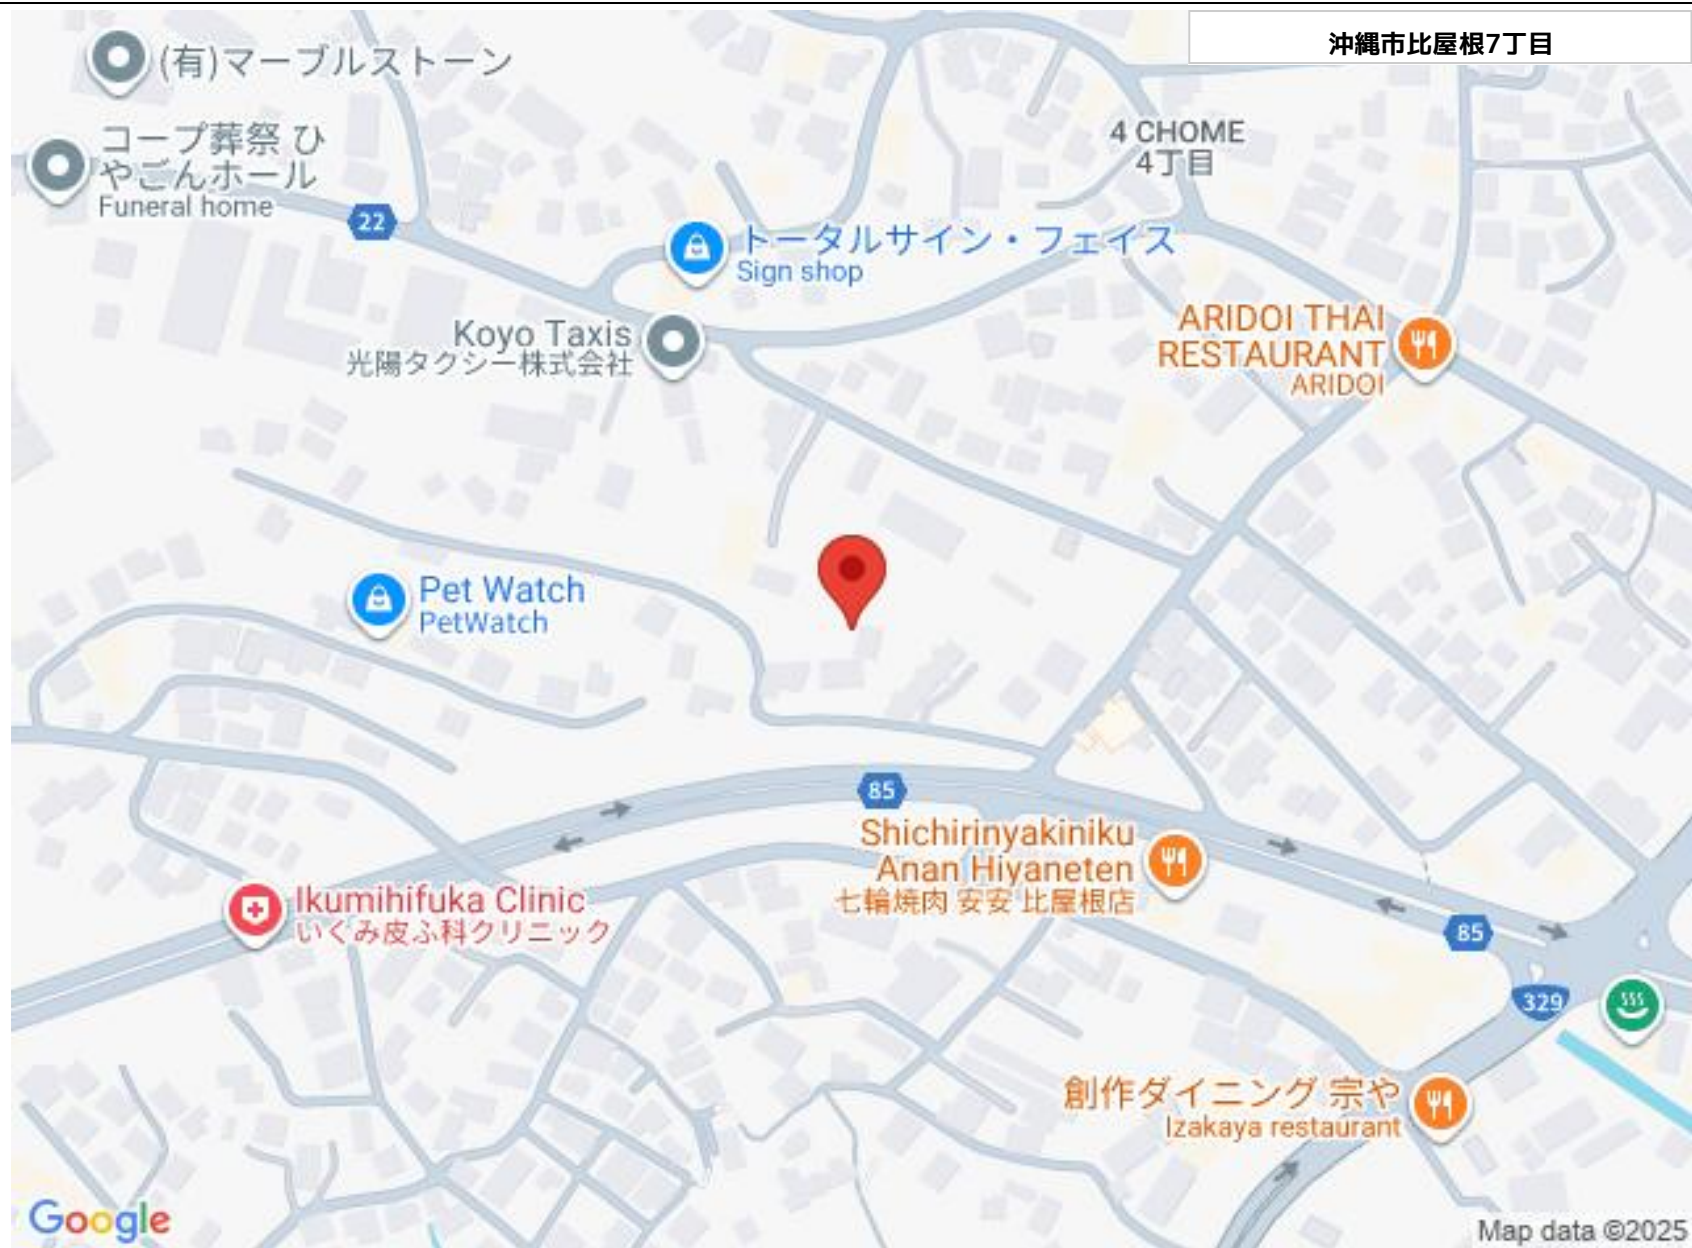 沖縄市比屋根7丁目
(有)マーブルストーン
コープ葬祭 ひ
やごんホール
Funeral home
22
4 CHOME
4丁目
トータルサイン・フェイス
Sign shop
Koyo Taxis
光陽タクシー株式会社
ARIDOI THAI
RESTAURANT
ARIDOI
Pet Watch
PetWatch
85
Shichirinyakiniku
Anan Hiyaneten
七輪焼肉 安安 比屋根店
Ikumihifuka Clinic
いくみ皮ふ科クリニック
85
329
創作ダイニング 宗や
Izakaya restaurant
Google
Map data ©2025